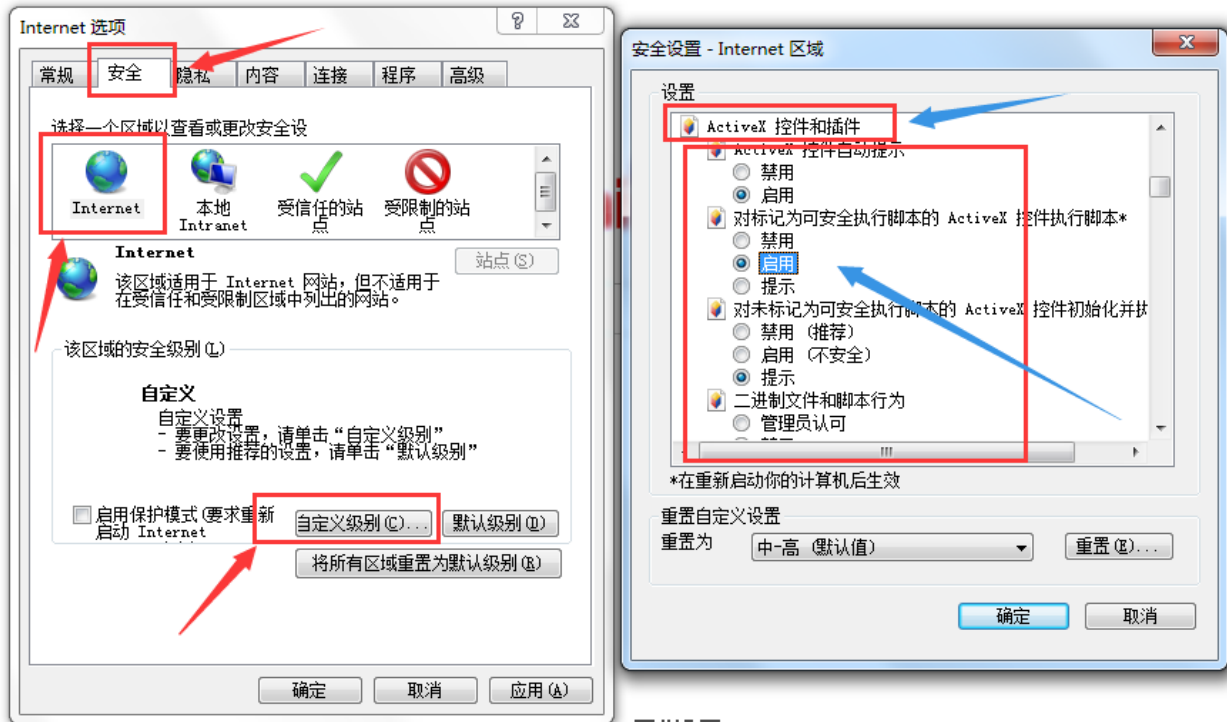 Internet 选项
常规 安全 隐私 内容 连接 程序 高级
选择一个区域以查看或更改安全设
Internet
本地
Intranet
受信任的站
点
受限制的站
点
Internet
站点(S)
该区域适用于 Internet 网站，但不适用于
在受信任和受限制区域中列出的网站。
该区域的安全级别(L)
自定义
自定义设置
- 要更改设置，请单击“自定义级别”
- 要使用推荐的设置，请单击“默认级别”
启用保护模式(要求重新
启动 Internet
自定义级别(C)... 默认级别(D)
将所有区域重置为默认级别(R)
确定 取消 应用(A)
安全设置 - Internet 区域
设置
ActiveX 控件和插件
ActiveX 控件自动提示
禁用
启用
对标记为可安全执行脚本的 ActiveX 控件执行脚本*
禁用
启用
提示
对未标记为可安全执行脚本的 ActiveX 控件初始化并执
禁用（推荐）
启用（不安全）
提示
二进制文件和脚本行为
管理员认可
*在重新启动你的计算机后生效
重置自定义设置
重置为 中-高（默认值） 重置(E)...
确定 取消